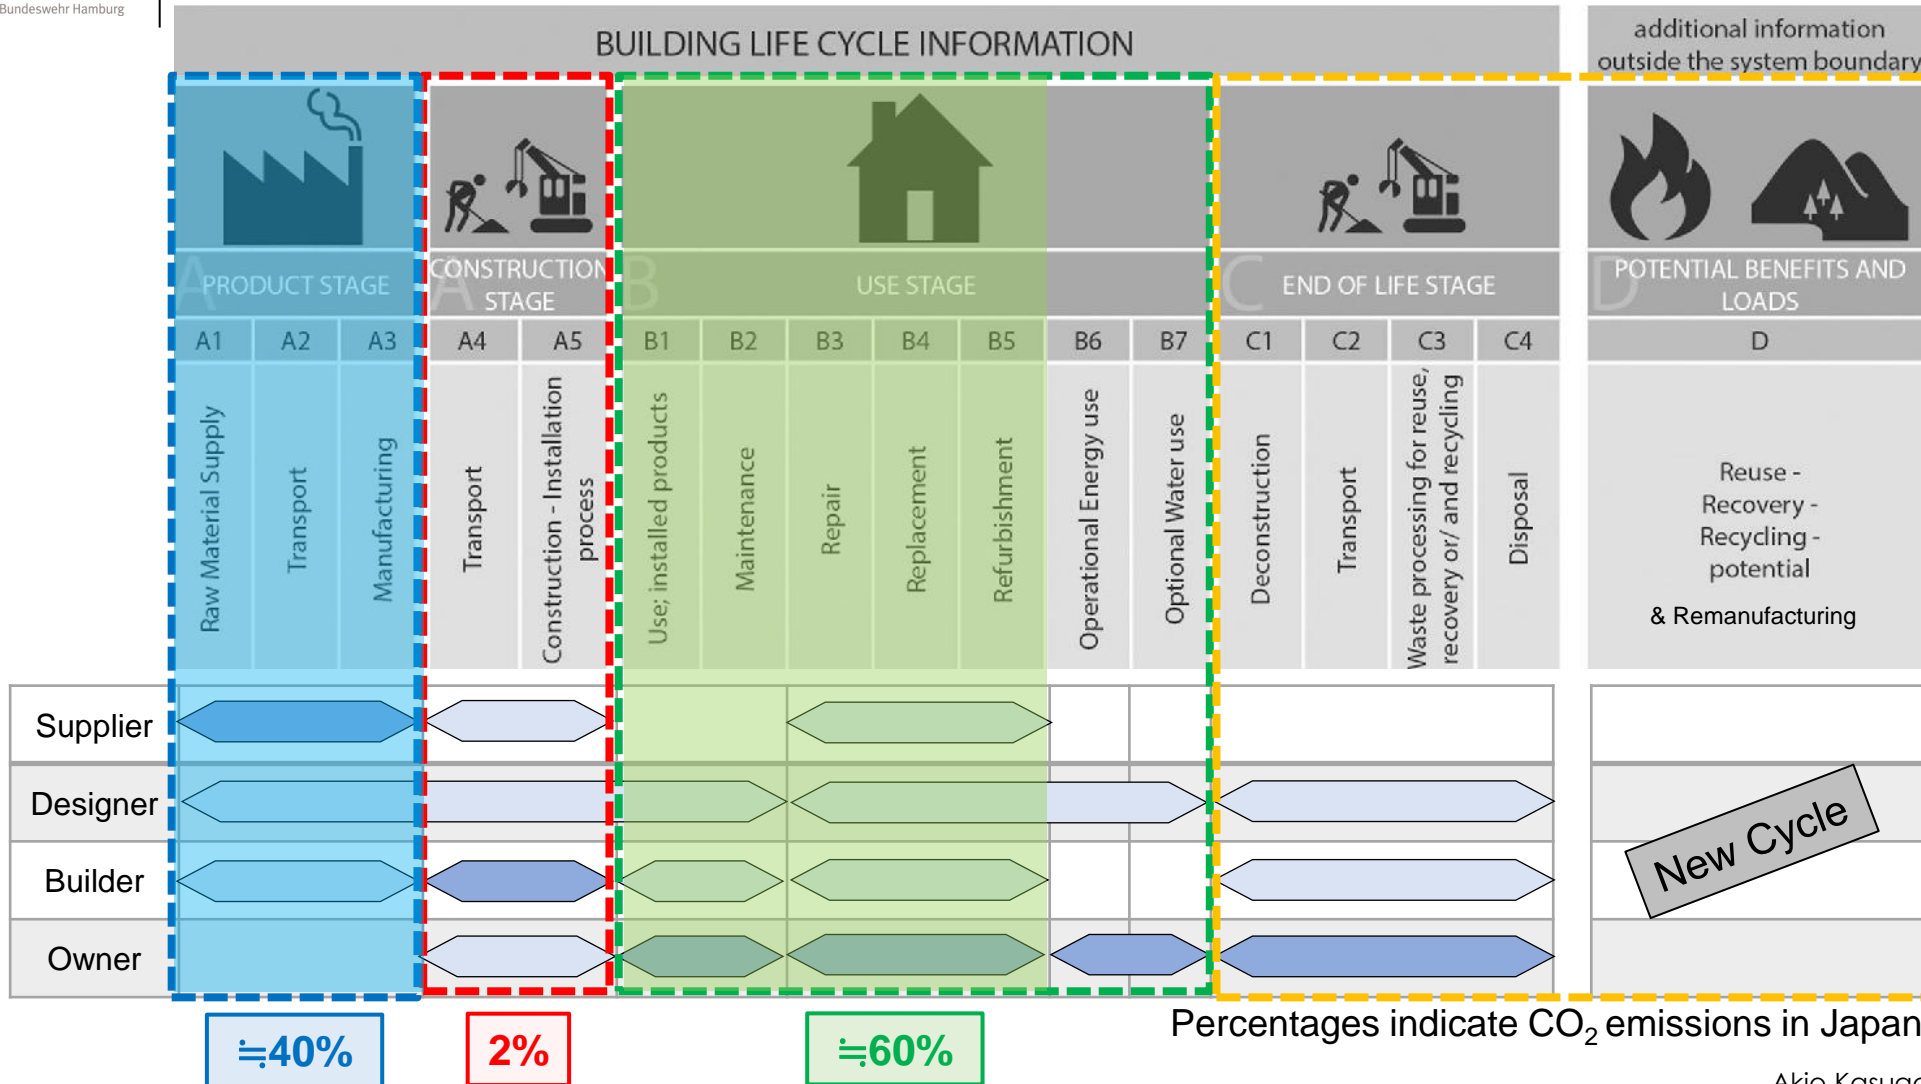 Bundeswehr Hamburg
BUILDING LIFE CYCLE INFORMATION
additional information
outside the system boundary
A
PRODUCT STAGE
A
CONSTRUCTION
STAGE
B
USE STAGE
C
END OF LIFE STAGE
D
POTENTIAL BENEFITS AND
LOADS
A1
A2
A3
A4
A5
B1
B2
B3
B4
B5
B6
B7
C1
C2
C3
C4
D
Raw Material Supply
Transport
Manufacturing
Transport
Construction - Installation
process
Use; installed products
Maintenance
Repair
Replacement
Refurbishment
Operational Energy use
Optional Water use
Deconstruction
Transport
Waste processing for reuse,
recovery or/ and recycling
Disposal
Reuse -
Recovery -
Recycling -
potential
& Remanufacturing
Supplier
Designer
Builder
Owner
New Cycle
≒40%
2%
≒60%
Percentages indicate CO₂ emissions in Japan
Akio Kasuga